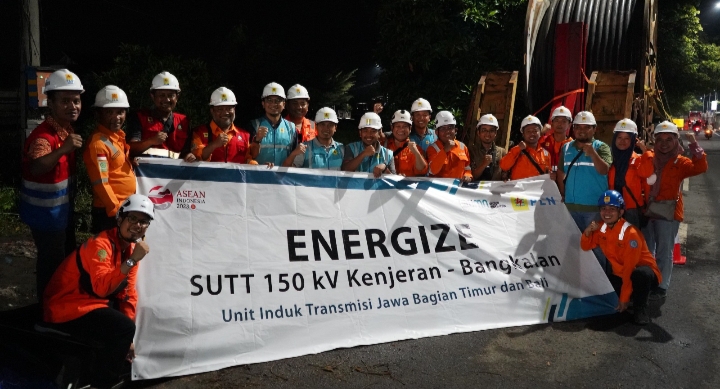 ASEAN
INDONESIA
2023
PLN
ENERGIZE
SUTT 150 kV Kenjeran - Bangkalan
Unit Induk Transmisi Jawa Bagian Timur dan Bali